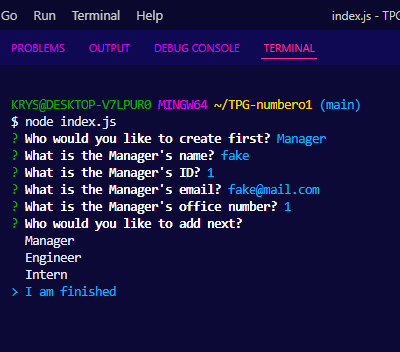 Go Run Terminal Help index.js - TPG
PROBLEMS OUTPUT DEBUG CONSOLE TERMINAL
KRYS@DESKTOP-V7LPUR0 MINGW64 ~/TPG-numbero1 (main)
$ node index.js
? Who would you like to create first? Manager
? What is the Manager's name? fake
? What is the Manager's ID? 1
? What is the Manager's email? fake@mail.com
? What is the Manager's office number? 1
? Who would you like to add next?
Manager
Engineer
Intern
> I am finished